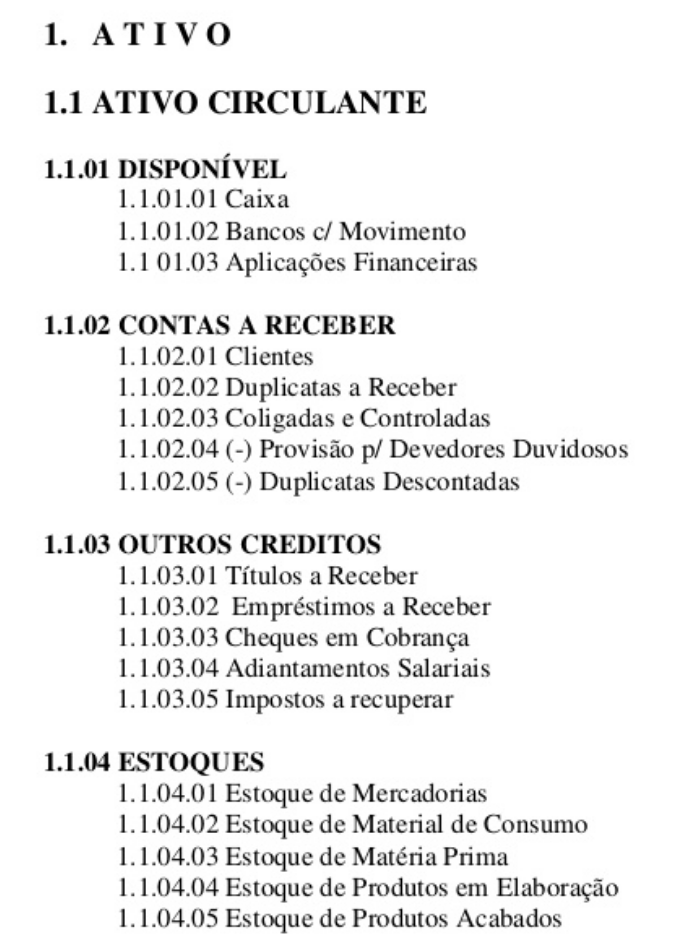 1. A T I V O
1.1 ATIVO CIRCULANTE
1.1.01 DISPONÍVEL
1.1.01.01 Caixa
1.1.01.02 Bancos c/ Movimento
1.1 01.03 Aplicações Financeiras
1.1.02 CONTAS A RECEBER
1.1.02.01 Clientes
1.1.02.02 Duplicatas a Receber
1.1.02.03 Coligadas e Controladas
1.1.02.04 (-) Provisão p/ Devedores Duvidosos
1.1.02.05 (-) Duplicatas Descontadas
1.1.03 OUTROS CREDITOS
1.1.03.01 Títulos a Receber
1.1.03.02 Empréstimos a Receber
1.1.03.03 Cheques em Cobrança
1.1.03.04 Adiantamentos Salariais
1.1.03.05 Impostos a recuperar
1.1.04 ESTOQUES
1.1.04.01 Estoque de Mercadorias
1.1.04.02 Estoque de Material de Consumo
1.1.04.03 Estoque de Matéria Prima
1.1.04.04 Estoque de Produtos em Elaboração
1.1.04.05 Estoque de Produtos Acabados